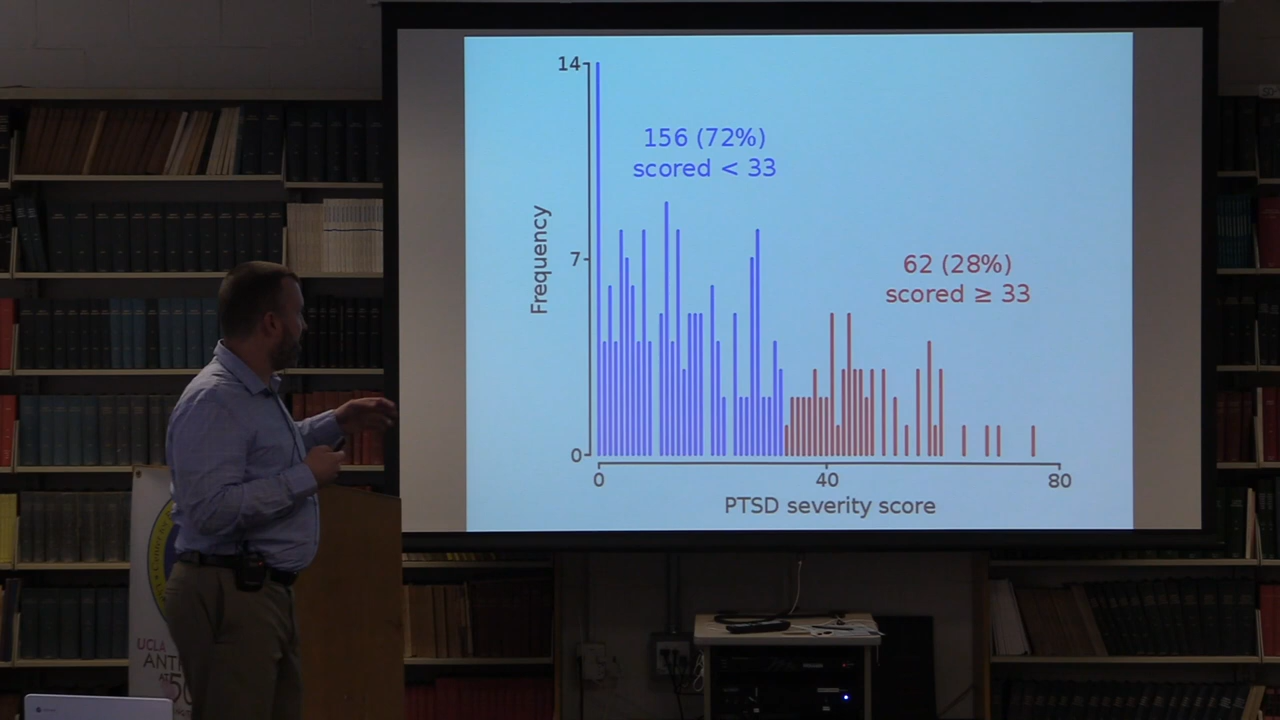 14
156 (72%)
scored < 33
Frequency
7
62 (28%)
scored ≥ 33
0
0
40
80
PTSD severity score
UCLA
ANT
AT 50